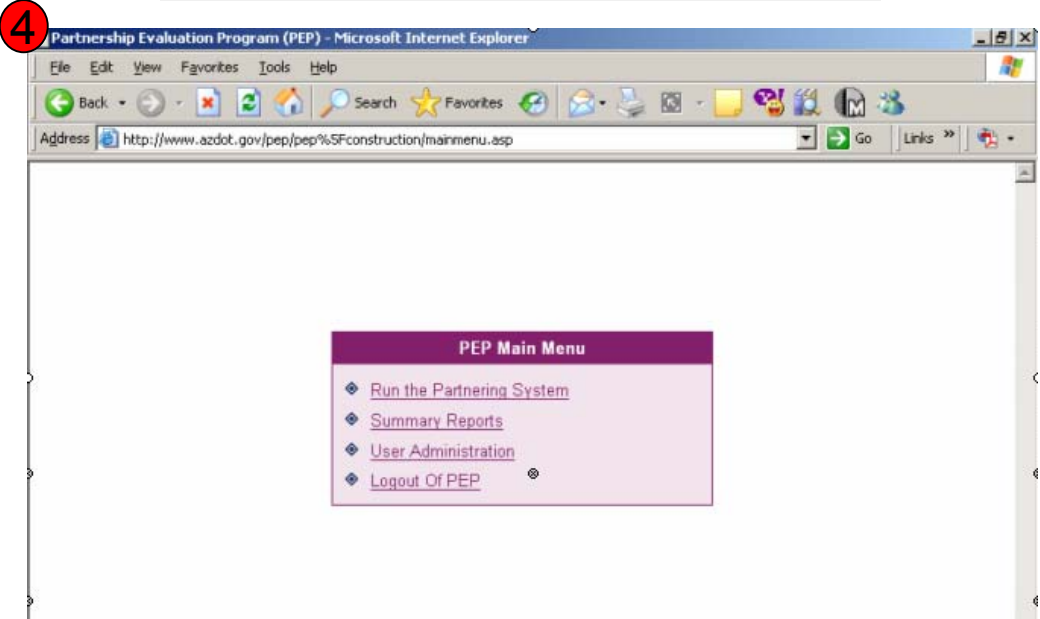 4
Partnership Evaluation Program (PEP) - Microsoft Internet Explorer
File Edit View Favorites Tools Help
Back Search Favorites
Address http://www.azdot.gov/pep/pep%5Fconstruction/mainmenu.asp Go Links »
PEP Main Menu
Run the Partnering System
Summary Reports
User Administration
Logout Of PEP